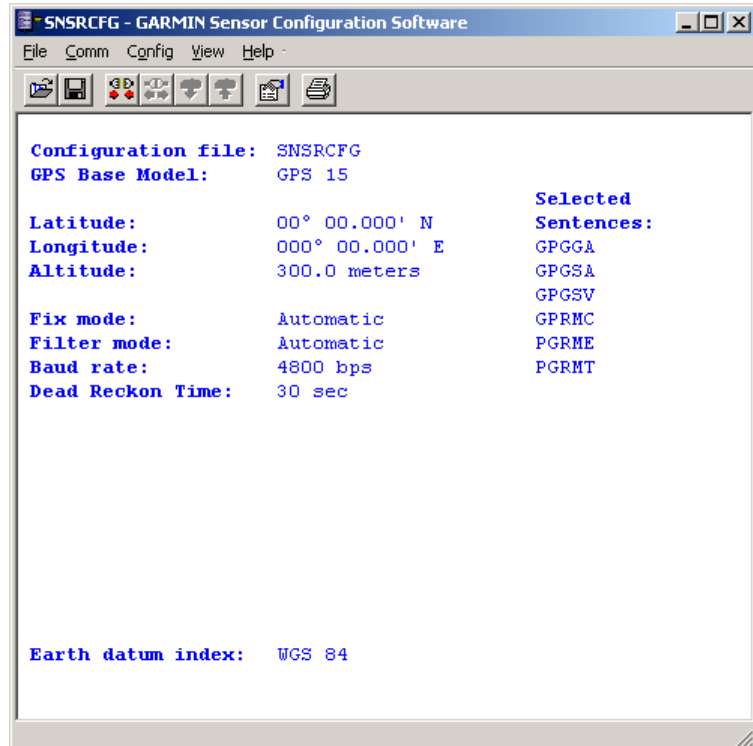 SNSRCFG - GARMIN Sensor Configuration Software
File Comm Config View Help
Configuration file: SNSRCFG
GPS Base Model: GPS 15
Selected
Latitude: 00° 00.000' N Sentences:
Longitude: 000° 00.000' E GPGGA
Altitude: 300.0 meters GPGSA
GPGSV
Fix mode: Automatic GPRMC
Filter mode: Automatic PGRME
Baud rate: 4800 bps PGRMT
Dead Reckon Time: 30 sec
Earth datum index: WGS 84